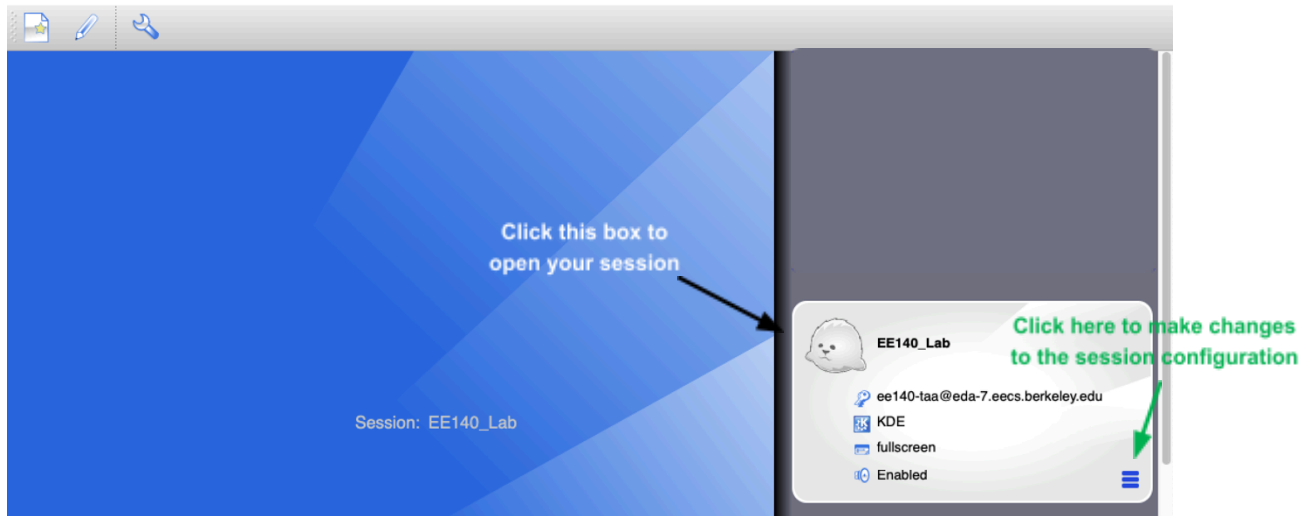 Click this box to
open your session
Session: EE140_Lab
EE140_Lab
ee140-taa@eda-7.eecs.berkeley.edu
KDE
fullscreen
Enabled
Click here to make changes
to the session configuration